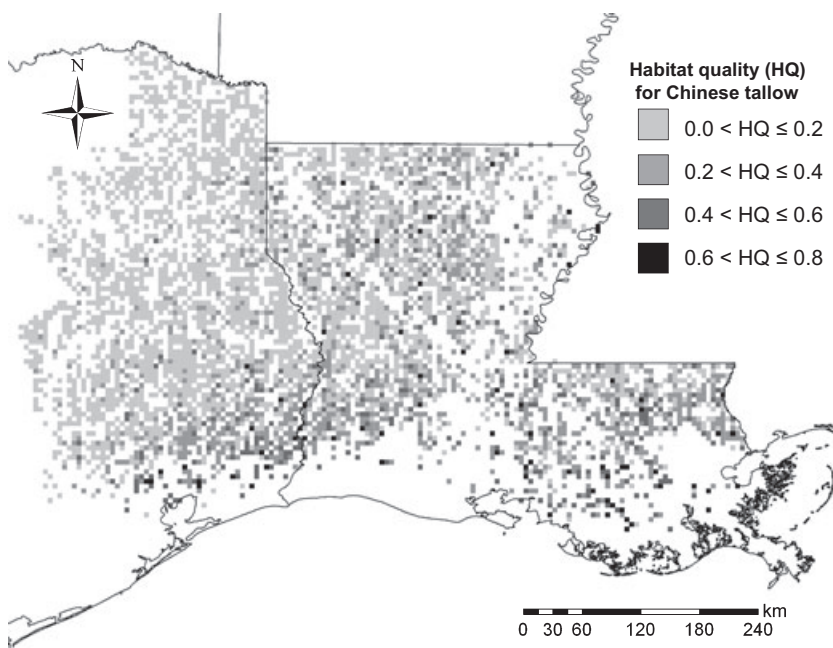 N
Habitat quality (HQ)
for Chinese tallow
0.0 < HQ ≤ 0.2
0.2 < HQ ≤ 0.4
0.4 < HQ ≤ 0.6
0.6 < HQ ≤ 0.8
km
0 30 60 120 180 240